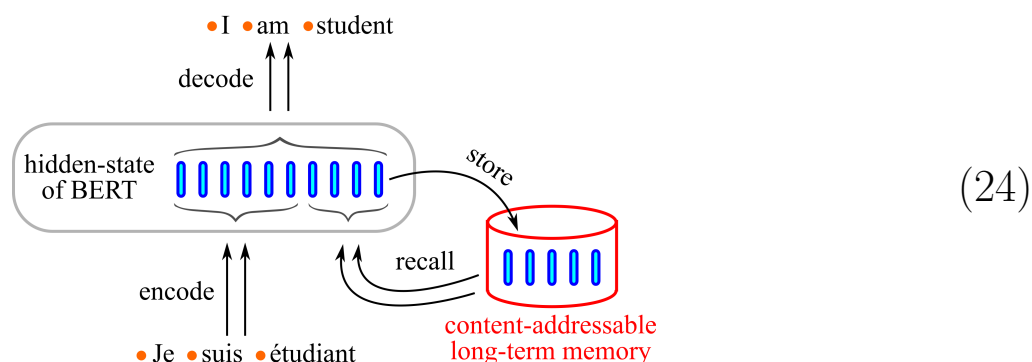 • I • am • student
decode
hidden-state
of BERT
store
(24)
recall
encode
content-addressable
long-term memory
• Je • suis • étudiant